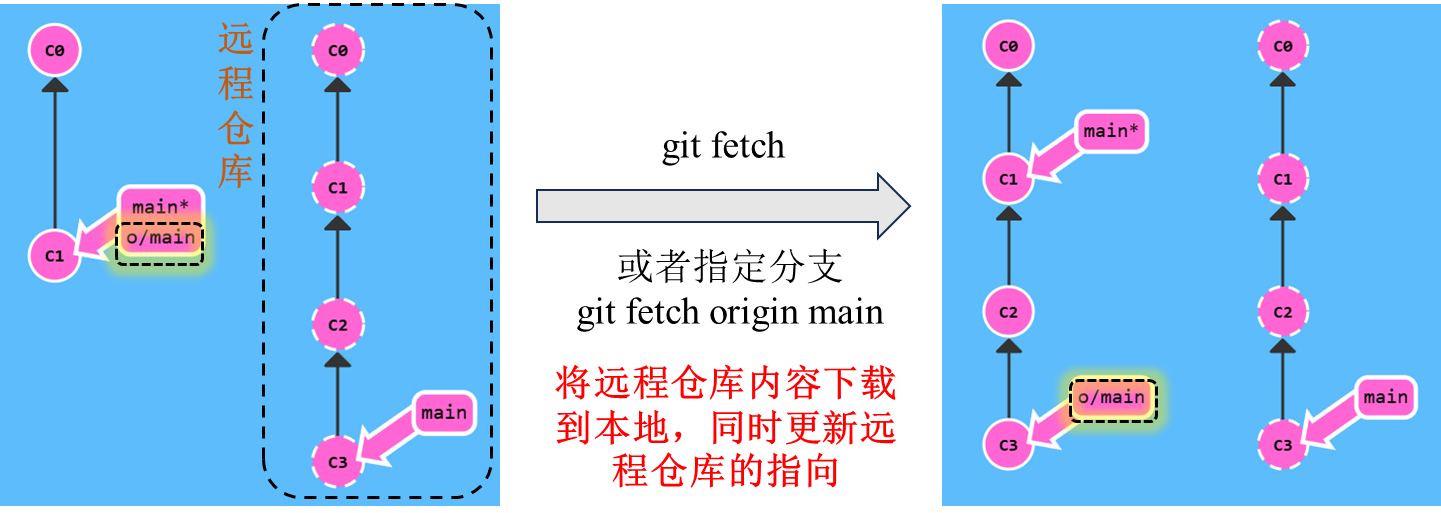 C0
C1
main*
o/main
远程仓库
C0
C1
C2
main
C3
git fetch
或者指定分支
git fetch origin main
将远程仓库内容下载
到本地，同时更新远
程仓库的指向
C0
main*
C1
C2
o/main
C3
C0
C1
C2
main
C3